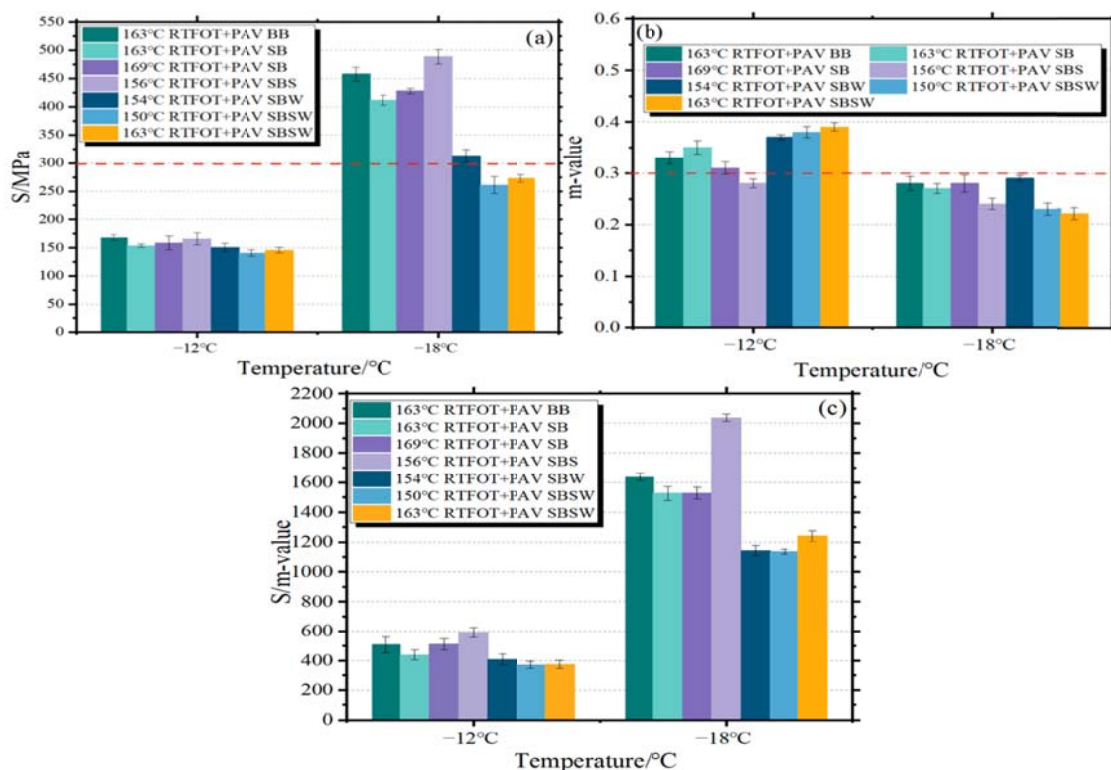 (a)
163°C RTFOT+PAV BB
163°C RTFOT+PAV SB
169°C RTFOT+PAV SB
156°C RTFOT+PAV SBS
154°C RTFOT+PAV SBW
150°C RTFOT+PAV SBSW
163°C RTFOT+PAV SBSW
S/MPa
550
500
450
400
350
300
250
200
150
100
50
0
−12°C −18°C
Temperature/°C
(b)
163°C RTFOT+PAV BB 163°C RTFOT+PAV SB
169°C RTFOT+PAV SB 156°C RTFOT+PAV SBS
154°C RTFOT+PAV SBW 150°C RTFOT+PAV SBSW
163°C RTFOT+PAV SBSW
m-value
0.6
0.5
0.4
0.3
0.2
0.1
0.0
−12°C −18°C
Temperature/°C
(c)
163°C RTFOT+PAV BB
163°C RTFOT+PAV SB
169°C RTFOT+PAV SB
156°C RTFOT+PAV SBS
154°C RTFOT+PAV SBW
150°C RTFOT+PAV SBSW
163°C RTFOT+PAV SBSW
S/m-value
2200
2000
1800
1600
1400
1200
1000
800
600
400
200
0
−12°C −18°C
Temperature/°C